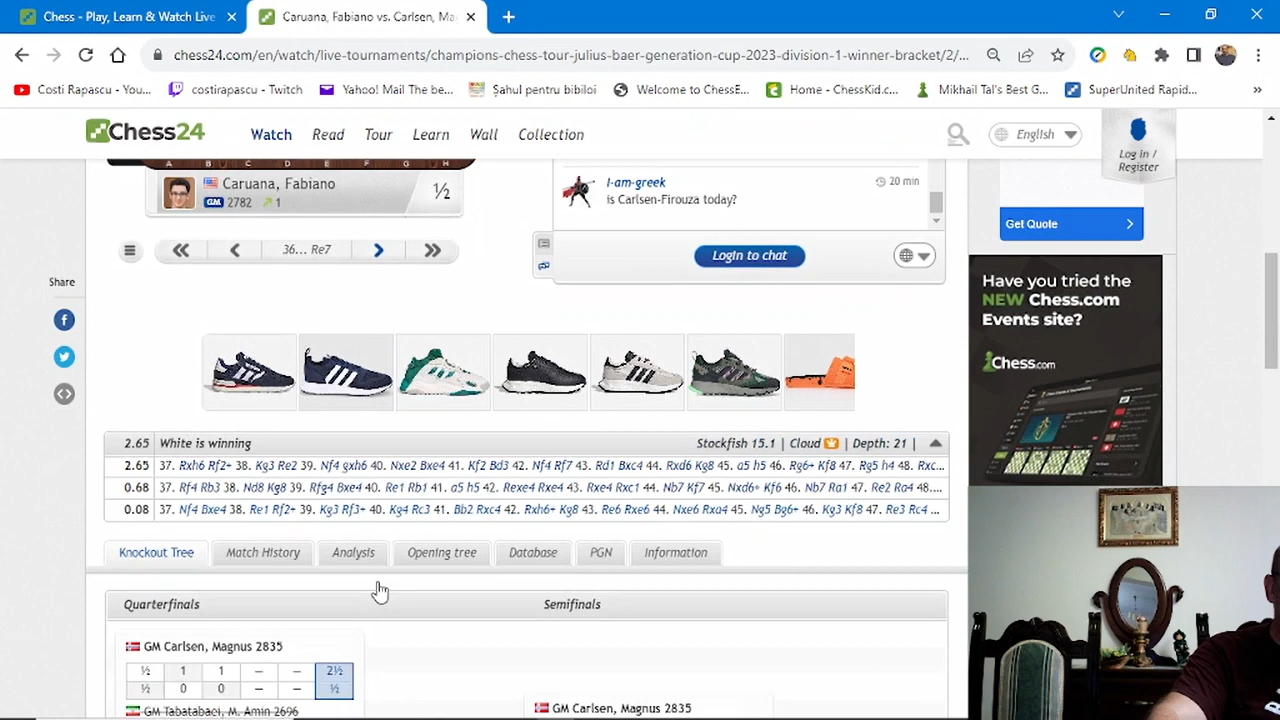 Chess - Play, Learn & Watch Live
Caruana, Fabiano vs. Carlsen, Ma
chess24.com/en/watch/live-tournaments/champions-chess-tour-julius-baer-generation-cup-2023-division-1-winner-bracket/2/...
Costi Rapascu - You...
costirapascu - Twitch
Yahoo! Mail The be...
Șahul pentru bibiloi
Welcome to ChessE...
Home - ChessKid.c...
Mikhail Tal's Best G...
SuperUnited Rapid...
»
Chess24
Watch
Read
Tour
Learn
Wall
Collection
English
Log in /
Register
A B C D E F G H
Caruana, Fabiano
GM 2782 1
½
I-am-greek
20 min
is Carlsen-Firouza today?
Get Quote
36... Re7
Login to chat
Share
Have you tried the
NEW Chess.com
Events site?
Chess.com
2.65 White is winning
Stockfish 15.1 | Cloud | Depth: 21 |
2.65 37. Rxh6 Rf2+ 38. Kg3 Re2 39. Nf4 gxh6 40. Nxe2 Bxe4 41. Kf2 Bd3 42. Nf4 Rf7 43. Rd1 Bxc4 44. Rxd6 Kg8 45. a5 h5 46. Rg6+ Kf8 47. Rg5 h4 48. Rxc...
0.68 37. Rf4 Rb3 38. Nd8 Kg8 39. Rfg4 Bxe4 40. Re1 Rbh1 41. a5 h5 42. Rexe4 Rxe4 43. Rxe4 Rxc1 44. Nb7 Kf7 45. Nxd6+ Kf6 46. Nb7 Ra1 47. Re2 Ra4 48....
0.08 37. Nf4 Bxe4 38. Re1 Rf2+ 39. Kg3 Rf3+ 40. Kg4 Rc3 41. Bb2 Rxc4 42. Rxh6+ Kg8 43. Re6 Rxe6 44. Nxe6 Rxa4 45. Ng5 Bg6+ 46. Kg3 Kf8 47. Re3 Rc4 ...
Knockout Tree
Match History
Analysis
Opening tree
Database
PGN
Information
Quarterfinals
Semifinals
GM Carlsen, Magnus 2835
½ 1 1 – – 2½
½ 0 0 – – ½
GM Tabatabaei, M. Amin 2696
GM Carlsen, Magnus 2835